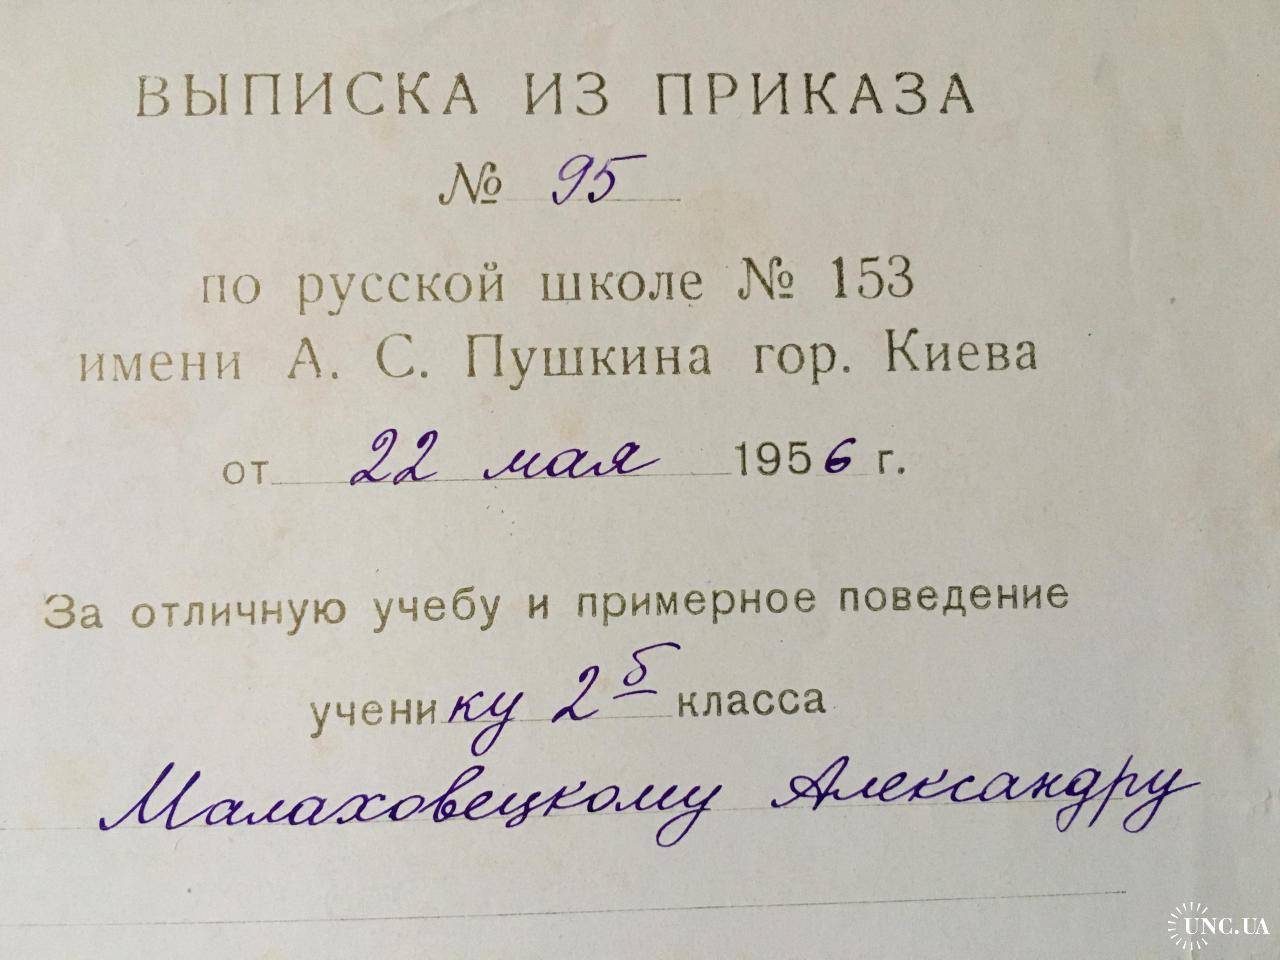 ВЫПИСКА ИЗ ПРИКАЗА
№ 95
по русской школе № 153
имени А. С. Пушкина гор. Киева
от 22 мая 1956 г.
За отличную учебу и примерное поведение
ученику 2 б класса
Малаховецкому Александру
UNC.UA